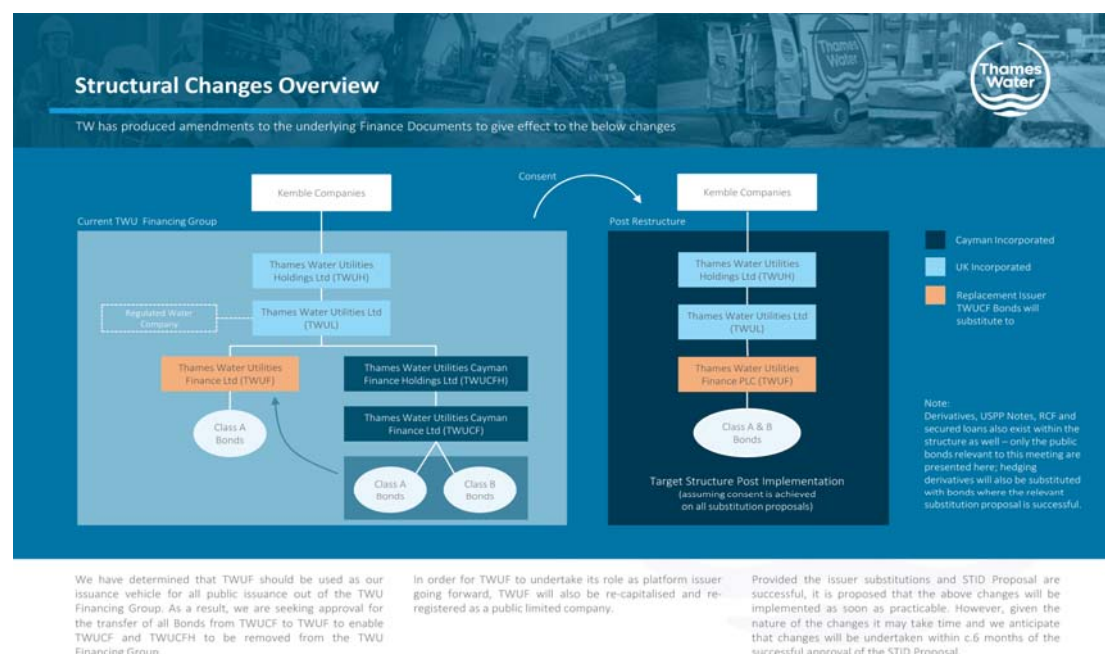 Structural Changes Overview
Thames
Water
Thames
Water
TW has produced amendments to the underlying Finance Documents to give effect to the below changes
Consent
Kemble Companies
Kemble Companies
Current TWU Financing Group
Post Restructure
Cayman Incorporated
UK Incorporated
Replacement Issuer
TWUCF Bonds will
substitute to
Thames Water Utilities
Holdings Ltd (TWUH)
Regulated Water
Company
Thames Water Utilities Ltd
(TWUL)
Thames Water Utilities
Finance Ltd (TWUF)
Thames Water Utilities Cayman
Finance Holdings Ltd (TWUCFH)
Class A
Bonds
Thames Water Utilities Cayman
Finance Ltd (TWUCF)
Class A
Bonds
Class B
Bonds
Thames Water Utilities
Holdings Ltd (TWUH)
Thames Water Utilities Ltd
(TWUL)
Thames Water Utilities
Finance PLC (TWUF)
Class A & B
Bonds
Target Structure Post Implementation
(assuming consent is achieved
on all substitution proposals)
Note:
Derivatives, USPP Notes, RCF and
secured loans also exist within the
structure as well – only the public
bonds relevant to this meeting are
presented here; hedging
derivatives will also be substituted
with bonds where the relevant
substitution proposal is successful.
We have determined that TWUF should be used as our
issuance vehicle for all public issuance out of the TWU
Financing Group. As a result, we are seeking approval for
the transfer of all Bonds from TWUCF to TWUF to enable
TWUCF and TWUCFH to be removed from the TWU
Financing Group.
In order for TWUF to undertake its role as platform issuer
going forward, TWUF will also be re-capitalised and re-
registered as a public limited company.
Provided the issuer substitutions and STID Proposal are
successful, it is proposed that the above changes will be
implemented as soon as practicable. However, given the
nature of the changes it may take time and we anticipate
that changes will be undertaken within c.6 months of the
successful approval of the STID Proposal.